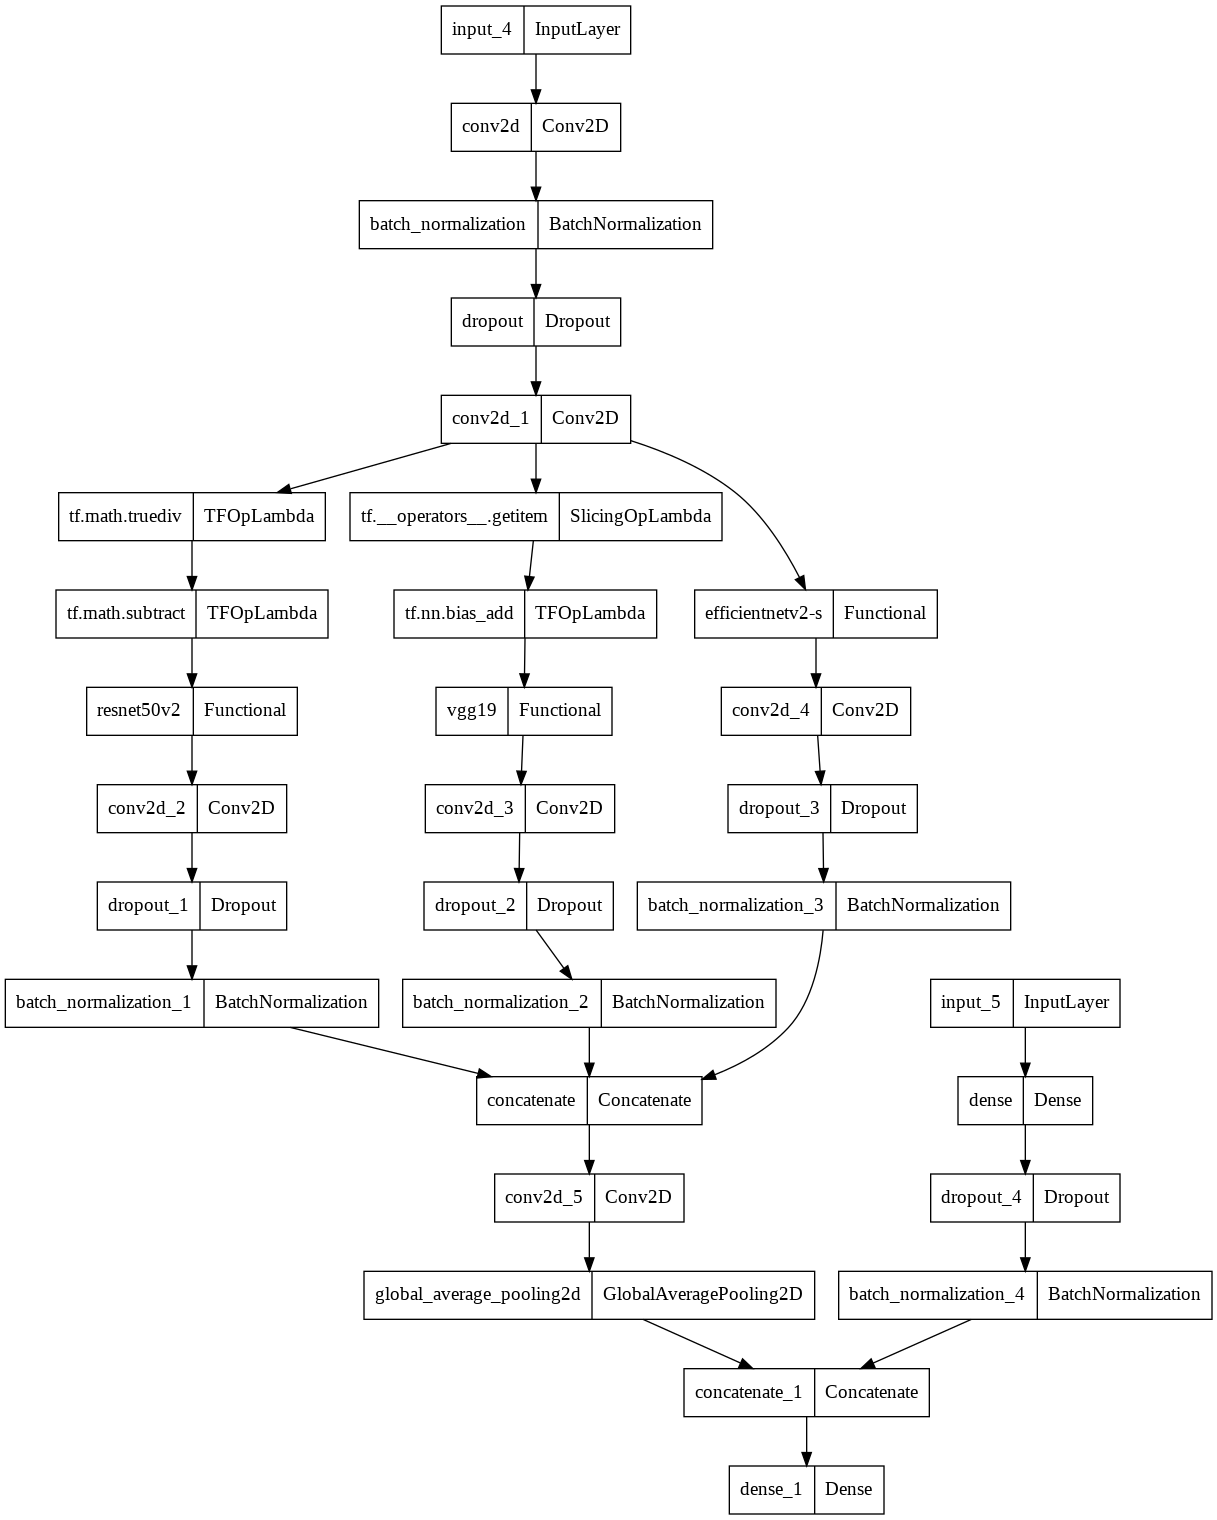 input_4 InputLayer
conv2d Conv2D
batch_normalization BatchNormalization
dropout Dropout
conv2d_1 Conv2D
tf.math.truediv TFOpLambda
tf.__operators__.getitem SlicingOpLambda
tf.math.subtract TFOpLambda
tf.nn.bias_add TFOpLambda
efficientnetv2-s Functional
resnet50v2 Functional
vgg19 Functional
conv2d_4 Conv2D
conv2d_2 Conv2D
conv2d_3 Conv2D
dropout_3 Dropout
dropout_1 Dropout
dropout_2 Dropout
batch_normalization_3 BatchNormalization
batch_normalization_1 BatchNormalization
batch_normalization_2 BatchNormalization
input_5 InputLayer
concatenate Concatenate
dense Dense
conv2d_5 Conv2D
dropout_4 Dropout
global_average_pooling2d GlobalAveragePooling2D
batch_normalization_4 BatchNormalization
concatenate_1 Concatenate
dense_1 Dense